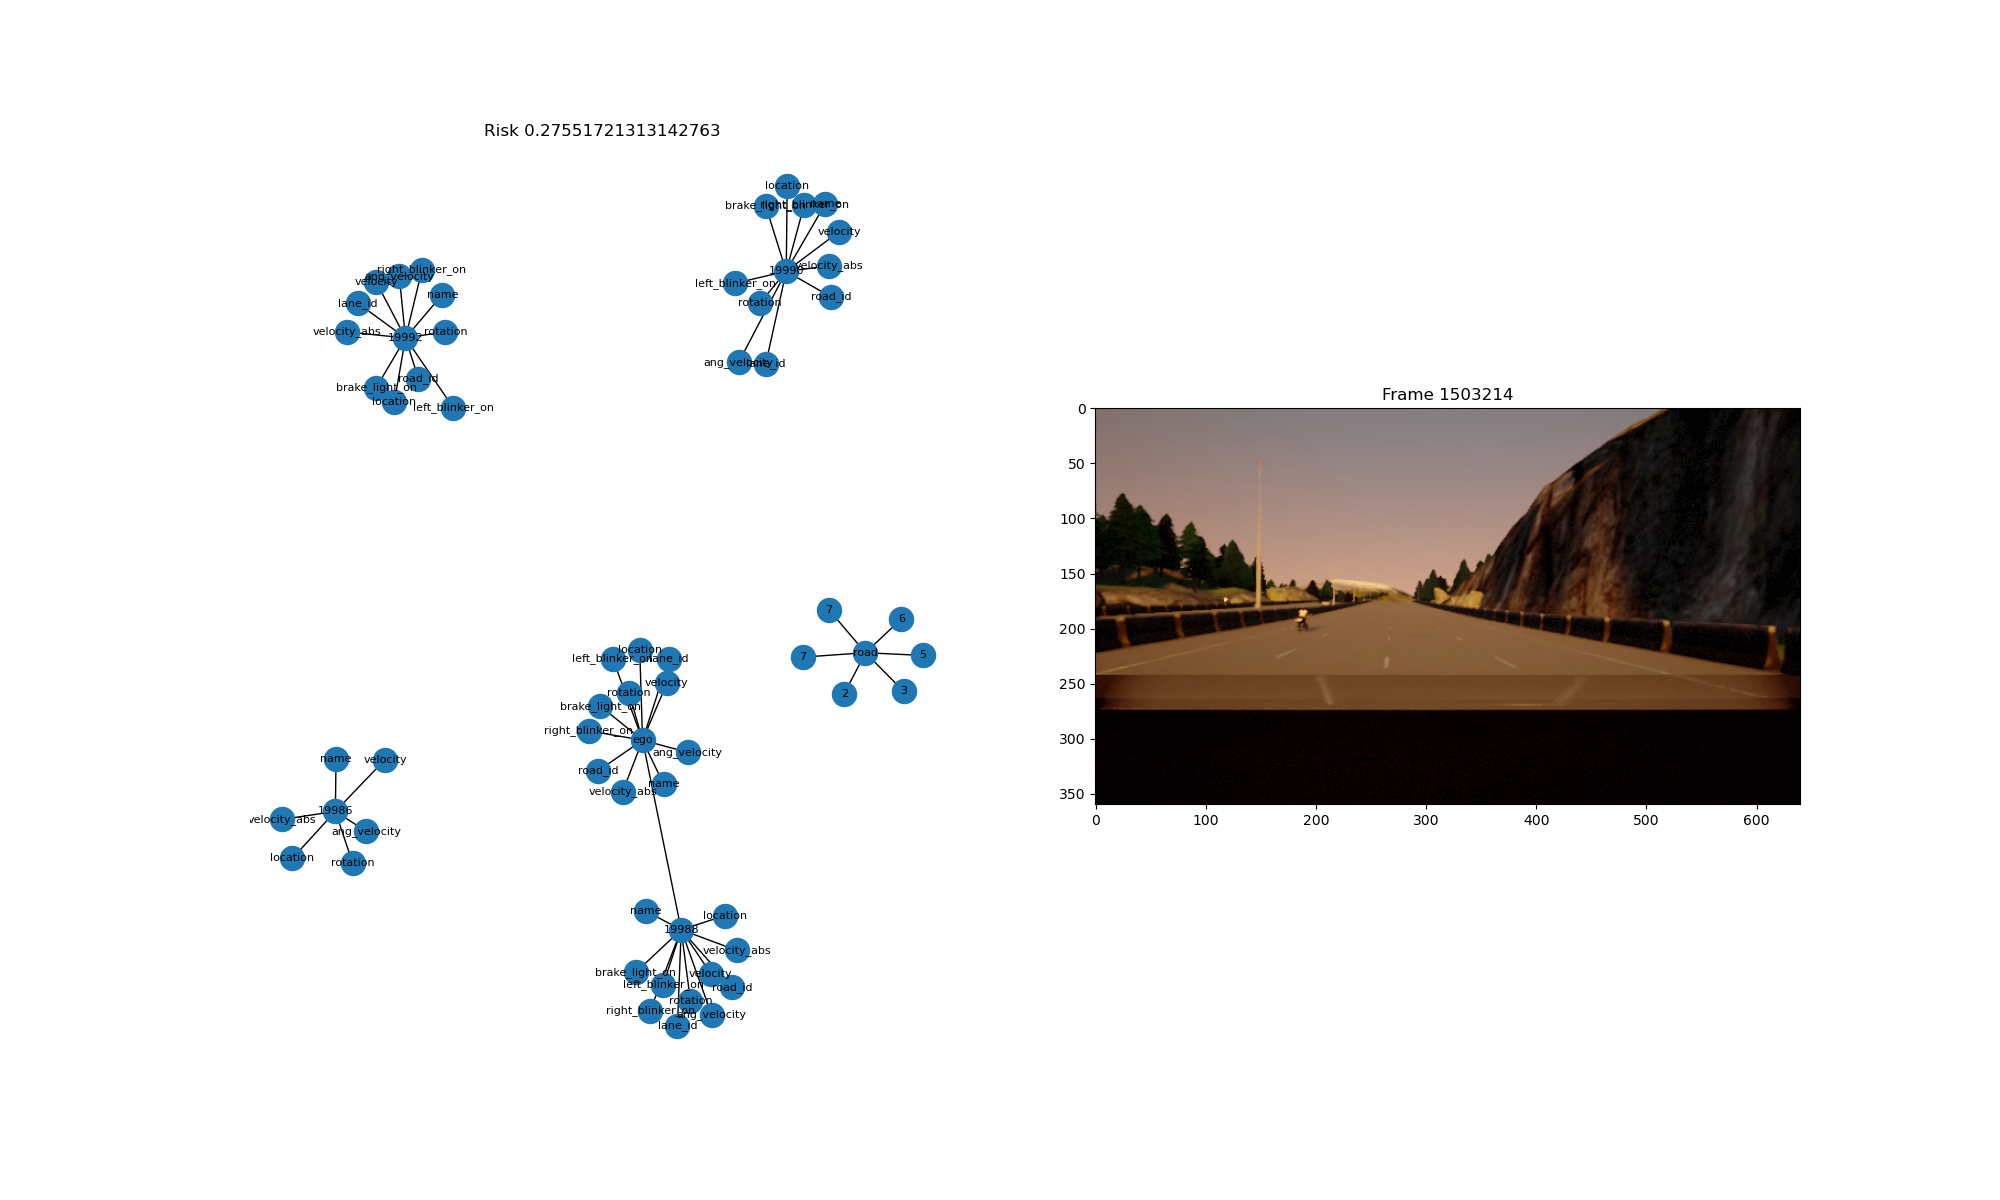 Risk 0.27551721313142763
location
brake_light_on
right_blinker_on
name
velocity
19990
velocity_abs
left_blinker_on
rotation
road_id
ang_velocity
lane_id
right_blinker_on
ang_velocity
velocity
name
lane_id
velocity_abs
19992
rotation
road_id
brake_light_on
location
left_blinker_on
Frame 1503214
0
50
100
150
200
250
300
350
0
100
200
300
400
500
600
7
6
road
7
5
2
3
location
left_blinker_on
lane_id
velocity
rotation
brake_light_on
right_blinker_on
ego
ang_velocity
road_id
name
velocity_abs
name
velocity
19986
velocity_abs
ang_velocity
location
rotation
name
location
19988
velocity_abs
brake_light_on
velocity
left_blinker_on
road_id
rotation
right_blinker_on
ang_velocity
lane_id